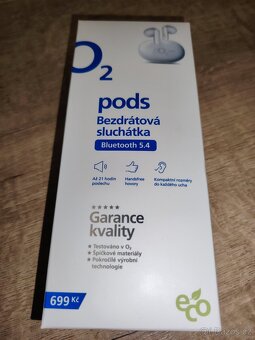 O2
pods
Bezdrátová
sluchátka
Bluetooth 5.4
Až 21 hodin
poslechu
Handsfree
hovory
Kompaktní rozměry
do každého ucha
★★★★★
Garance
kvality
★ Testováno v O₂
★ Špičkové materiály
★ Pokročilé výrobní
technologie
699 Kč
eco